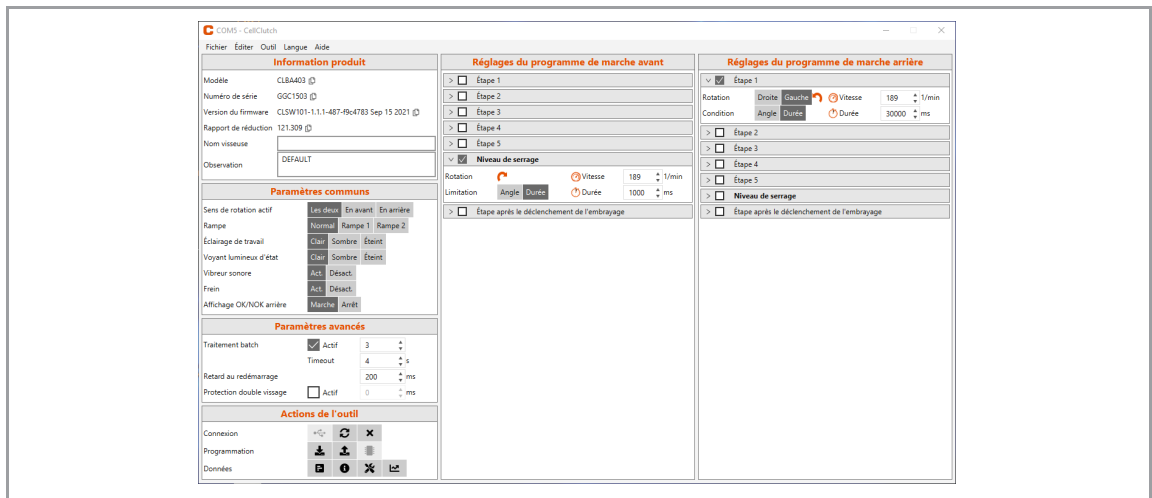 COM5 - CellClutch
Fichier Éditer Outil Langue Aide
Information produit
Modèle CLBA403
Numéro de série GGC1503
Version du firmware CLSW101-1.1.1-487-f9c4783 Sep 15 2021
Rapport de réduction 121.309
Nom visseuse
Observation DEFAULT
Paramètres communs
Sens de rotation actif Les deux En avant En arrière
Rampe Normal Rampe 1 Rampe 2
Éclairage de travail Clair Sombre Éteint
Voyant lumineux d'état Clair Sombre Éteint
Vibreur sonore Act. Désact.
Frein Act. Désact.
Affichage OK/NOK arrière Marche Arrêt
Paramètres avancés
Traitement batch Actif 3
Timeout 4 s
Retard au redémarrage 200 ms
Protection double vissage Actif 0 ms
Actions de l'outil
Connexion
Programmation
Données
Réglages du programme de marche avant
Étape 1
Étape 2
Étape 3
Étape 4
Étape 5
Niveau de serrage
Rotation Vitesse 189 1/min
Limitation Angle Durée Durée 1000 ms
Étape après le déclenchement de l'embrayage
Réglages du programme de marche arrière
Étape 1
Rotation Droite Gauche Vitesse 189 1/min
Condition Angle Durée Durée 30000 ms
Étape 2
Étape 3
Étape 4
Étape 5
Niveau de serrage
Étape après le déclenchement de l'embrayage